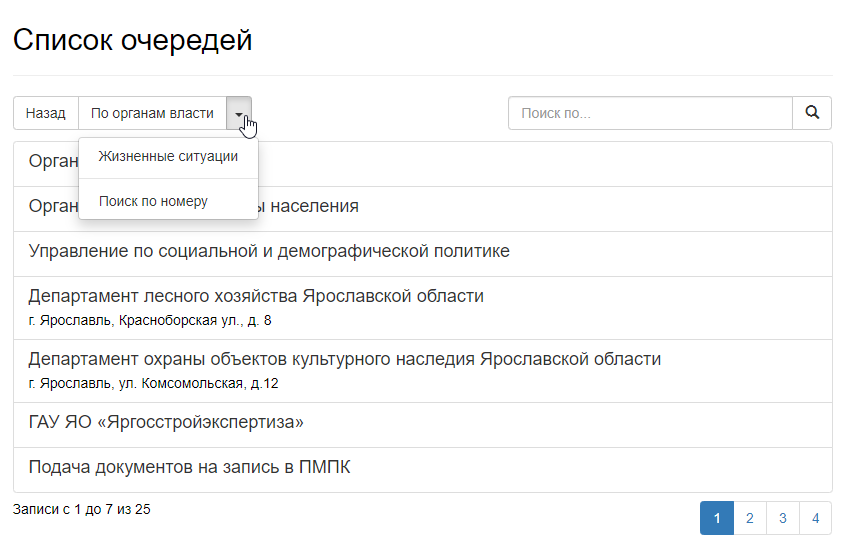 Список очередей
Назад По органам власти Поиск по...
Жизненные ситуации
Поиск по номеру
Орган
Орган ы населения
Управление по социальной и демографической политике
Департамент лесного хозяйства Ярославской области
г. Ярославль, Красноборская ул., д. 8
Департамент охраны объектов культурного наследия Ярославской области
г. Ярославль, ул. Комсомольская, д.12
ГАУ ЯО «Яргосстройэкспертиза»
Подача документов на запись в ПМПК
Записи с 1 до 7 из 25 1 2 3 4